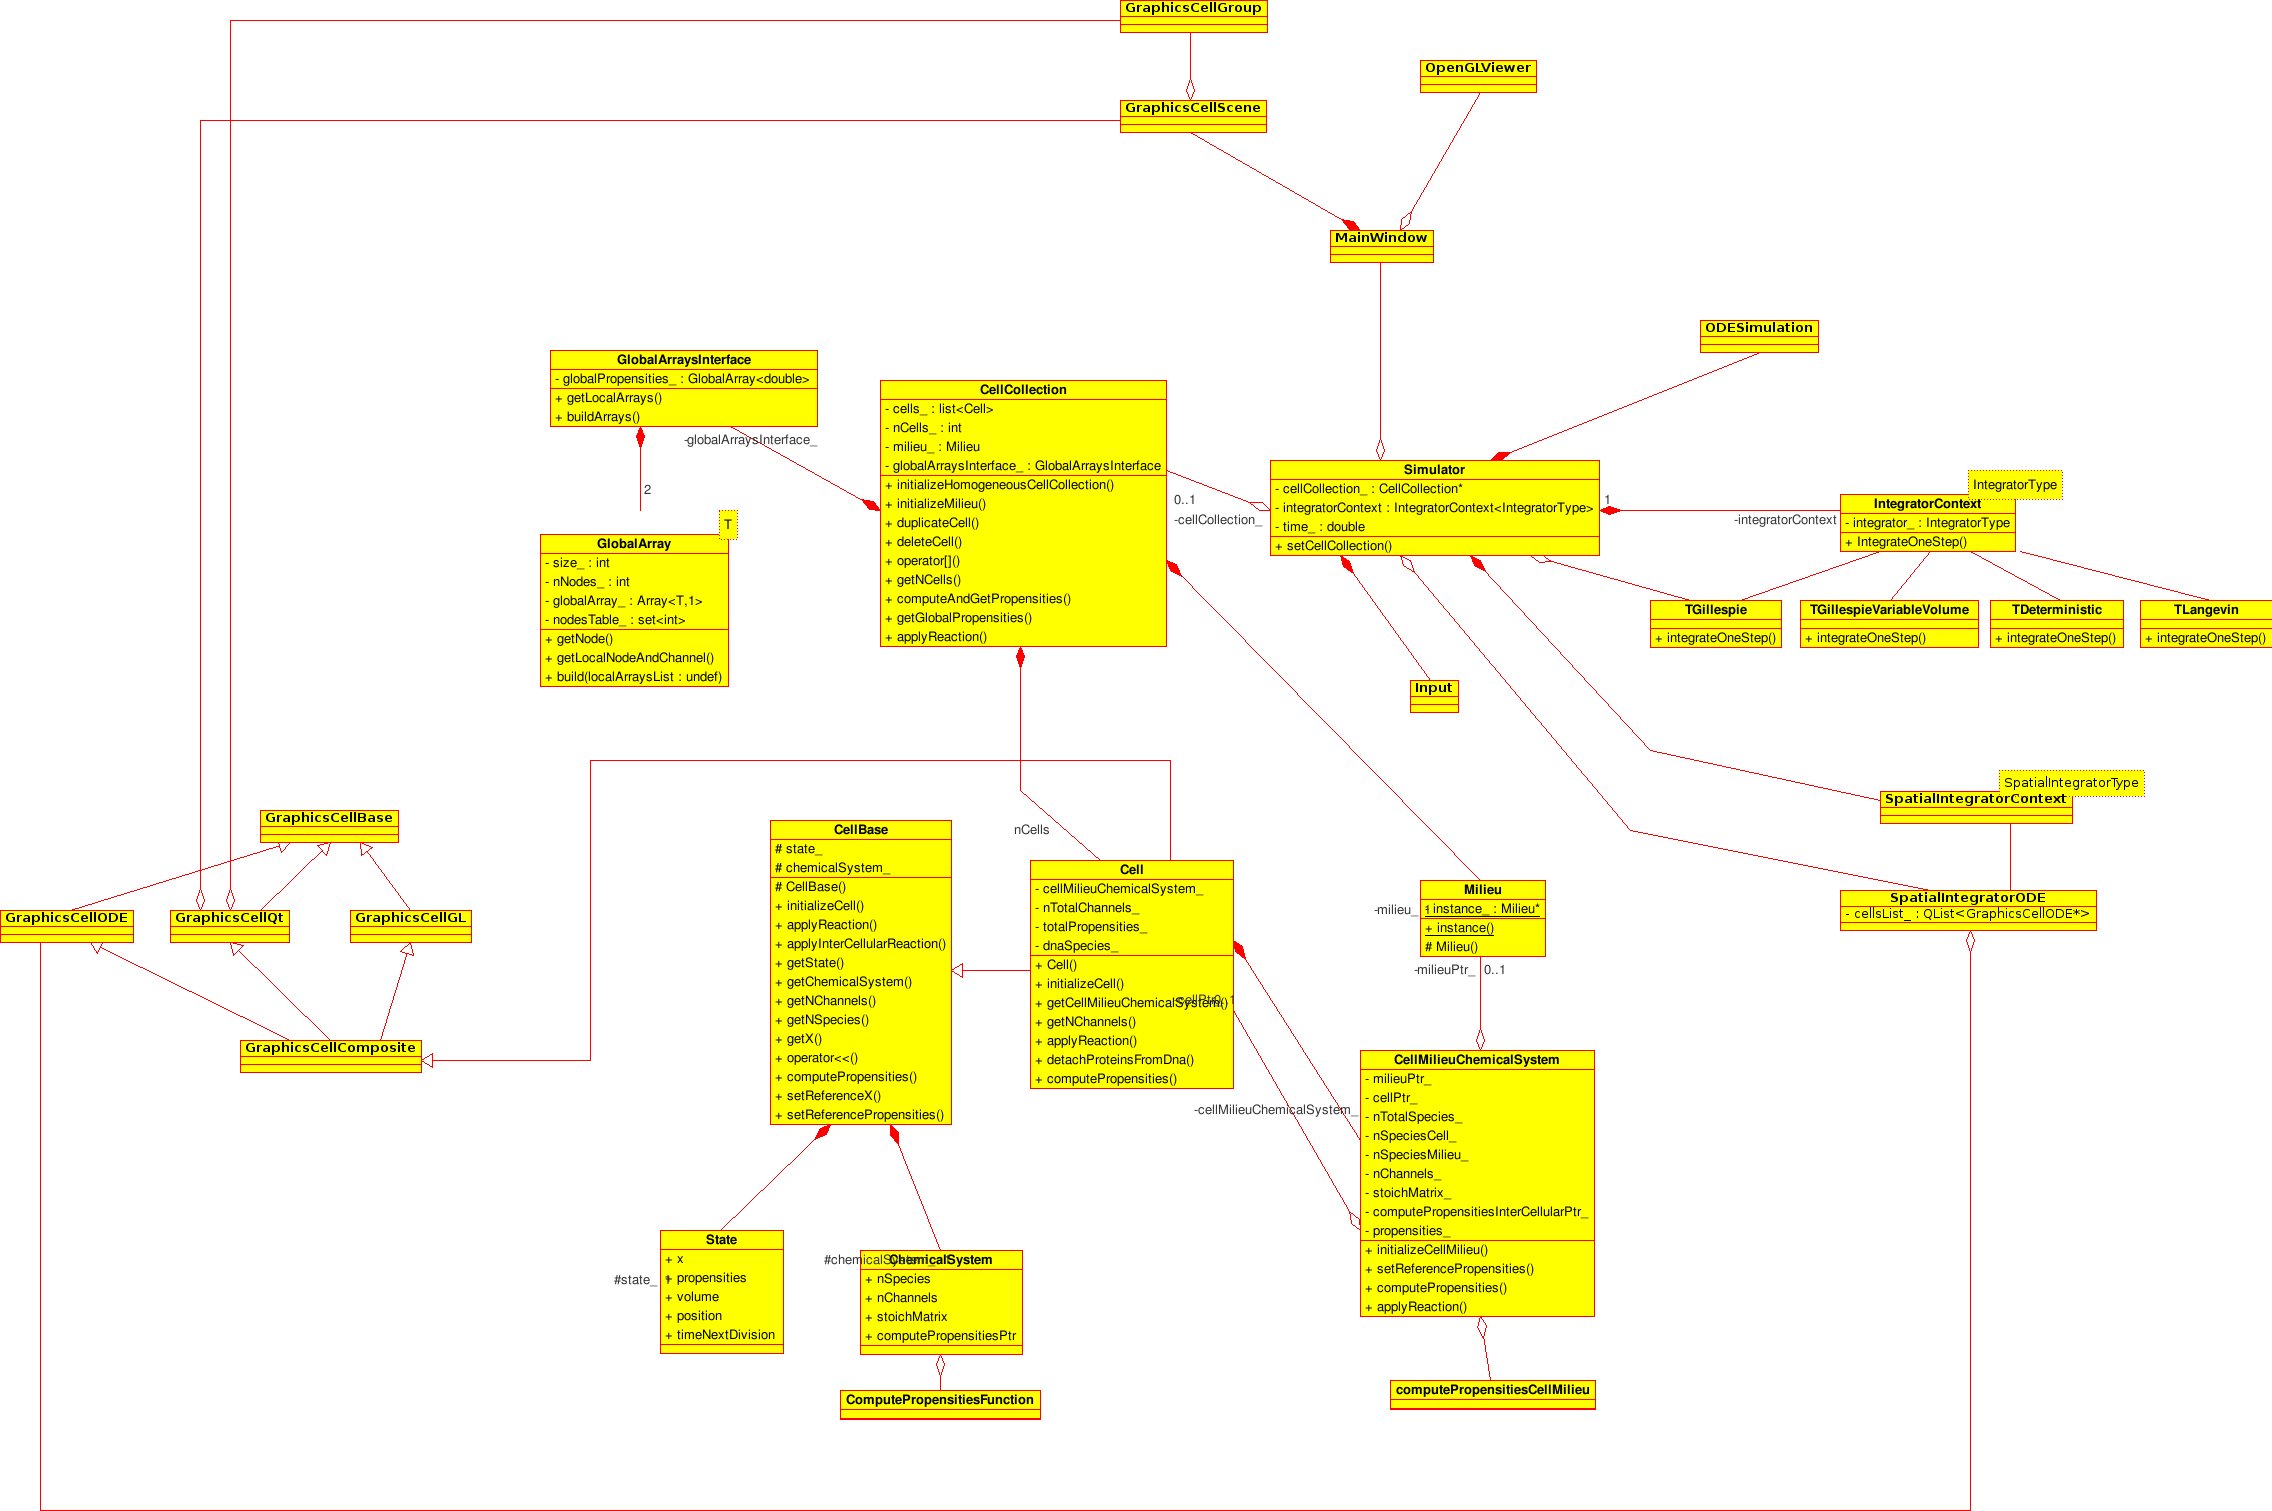 GraphicsCellGroup
OpenGLViewer
GraphicsCellScene
MainWindow
ODESimulation
GlobalArraysInterface
- globalPropensities_ : GlobalArray<double>
+ getLocalArrays()
+ buildArrays()
-globalArraysInterface_
2
T
GlobalArray
- size_ : int
- nNodes_ : int
- globalArray_ : Array<T,1>
- nodesTable_ : set<int>
+ getNode()
+ getLocalNodeAndChannel()
+ build(localArraysList : undef)
CellCollection
- cells_ : list<Cell>
- nCells_ : int
- milieu_ : Milieu
- globalArraysInterface_ : GlobalArraysInterface
+ initializeHomogeneousCellCollection()
+ initializeMilieu()
+ duplicateCell()
+ deleteCell()
+ operator[]()
+ getNCells()
+ computeAndGetPropensities()
+ getGlobalPropensities()
+ applyReaction()
0..1
-cellCollection_
Simulator
- cellCollection_ : CellCollection*
- integratorContext : IntegratorContext<IntegratorType>
- time_ : double
+ setCellCollection()
1
-integratorContext
IntegratorType
IntegratorContext
- integrator_ : IntegratorType
+ IntegrateOneStep()
TGillespie
+ integrateOneStep()
TGillespieVariableVolume
+ integrateOneStep()
TDeterministic
+ integrateOneStep()
TLangevin
+ integrateOneStep()
Input
SpatialIntegratorType
SpatialIntegratorContext
SpatialIntegratorODE
- cellsList_ : QList<GraphicsCellODE*>
GraphicsCellBase
GraphicsCellODE
GraphicsCellQt
GraphicsCellGL
GraphicsCellComposite
CellBase
# state_
# chemicalSystem_
# CellBase()
+ initializeCell()
+ applyReaction()
+ applyInterCellularReaction()
+ getState()
+ getChemicalSystem()
+ getNChannels()
+ getNSpecies()
+ getX()
+ operator<<()
+ computePropensities()
+ setReferenceX()
+ setReferencePropensities()
nCells
Cell
- cellMilieuChemicalSystem_
- nTotalChannels_
- totalPropensities_
- dnaSpecies_
+ Cell()
+ initializeCell()
+ getCellMilieuChemicalSystem()
+ getNChannels()
+ applyReaction()
+ detachProteinsFromDna()
+ computePropensities()
-cellPtr_
-milieu_
Milieu
- instance_ : Milieu*
+ instance()
# Milieu()
-milieuPtr_
0..1
-cellMilieuChemicalSystem_
CellMilieuChemicalSystem
- milieuPtr_
- cellPtr_
- nTotalSpecies_
- nSpeciesCell_
- nSpeciesMilieu_
- nChannels_
- stoichMatrix_
- computePropensitiesInterCellularPtr_
- propensities_
+ initializeCellMilieu()
+ setReferencePropensities()
+ computePropensities()
+ applyReaction()
computePropensitiesCellMilieu
#state_
State
+ x
+ propensities
+ volume
+ position
+ timeNextDivision
#chemicalSystem_
ChemicalSystem
+ nSpecies
+ nChannels
+ stoichMatrix
+ computePropensitiesPtr
ComputePropensitiesFunction